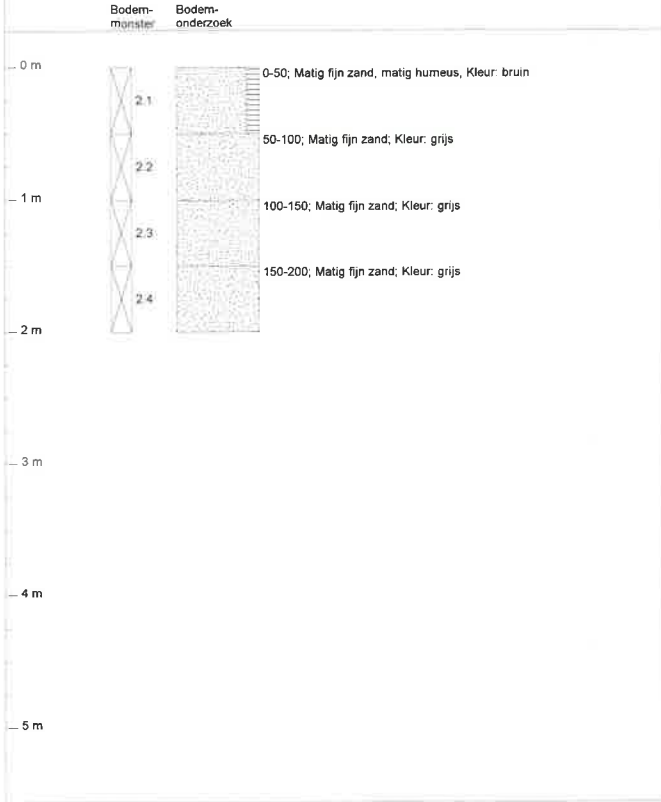 Bodem- Bodem-
monster onderzoek
0 m
0-50; Matig fijn zand, matig humeus, Kleur: bruin
2.1
50-100; Matig fijn zand; Kleur: grijs
2.2
1 m
100-150; Matig fijn zand; Kleur: grijs
2.3
150-200; Matig fijn zand; Kleur: grijs
2.4
2 m
3 m
4 m
5 m